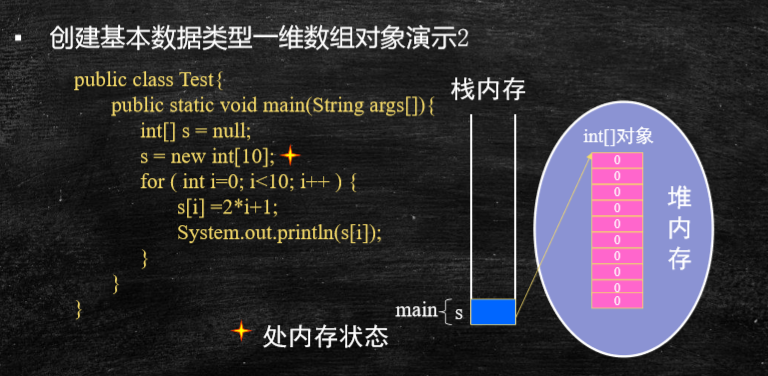 ▪ 创建基本数据类型一维数组对象演示2
public class Test{
public static void main(String args[]){
int[] s = null;
s = new int[10];
for ( int i=0; i<10; i++ ) {
s[i] =2*i+1;
System.out.println(s[i]);
}
}
}
处内存状态
栈内存
main
s
int[]对象
0
0
0
0
0
0
0
0
0
0
堆内存